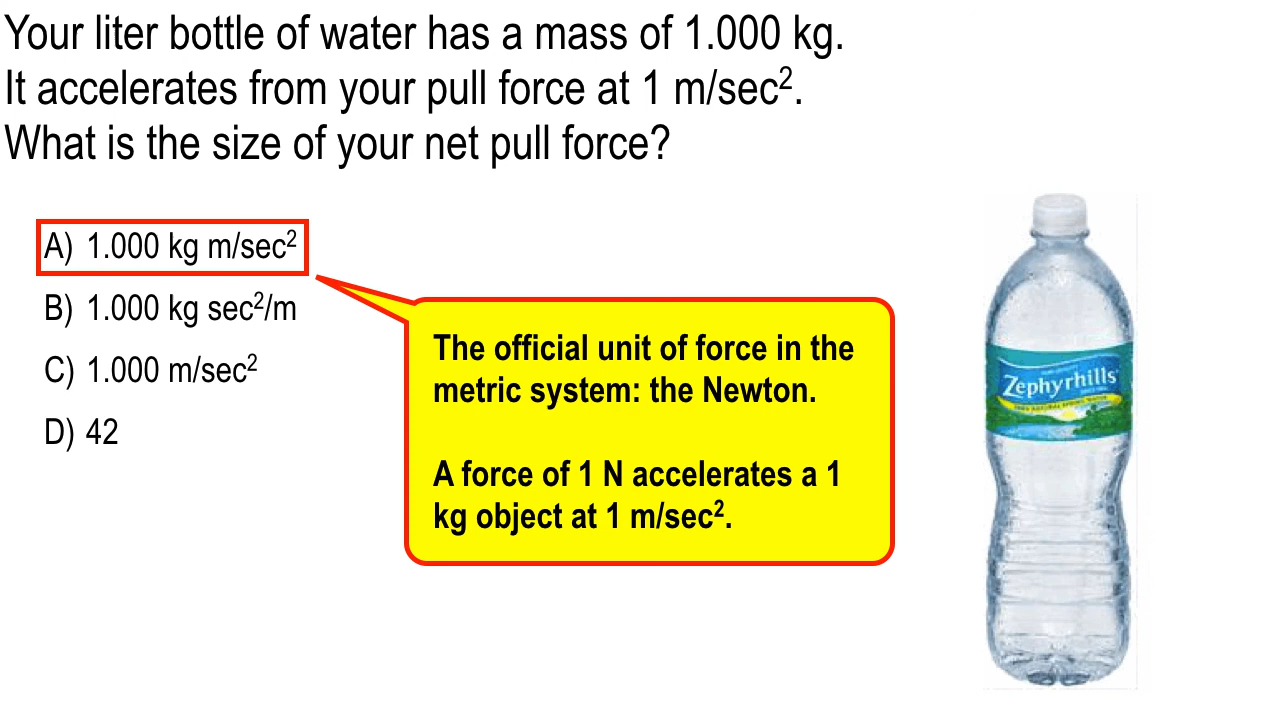 Your liter bottle of water has a mass of 1.000 kg.
It accelerates from your pull force at 1 m/sec².
What is the size of your net pull force?
A) 1.000 kg m/sec²
B) 1.000 kg sec²/m
C) 1.000 m/sec²
D) 42
The official unit of force in the
metric system: the Newton.
A force of 1 N accelerates a 1
kg object at 1 m/sec².
Zephyrhills